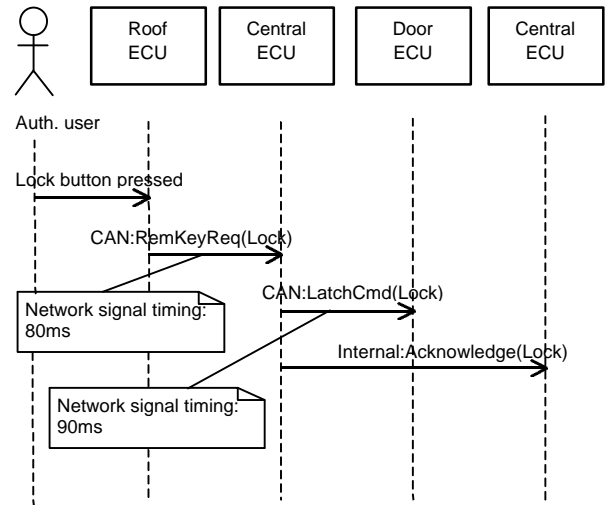 Roof
ECU
Central
ECU
Door
ECU
Central
ECU
Auth. user
Lock button pressed
CAN:RemKeyReq(Lock)
CAN:LatchCmd(Lock)
Network signal timing:
80ms
Internal:Acknowledge(Lock)
Network signal timing:
90ms